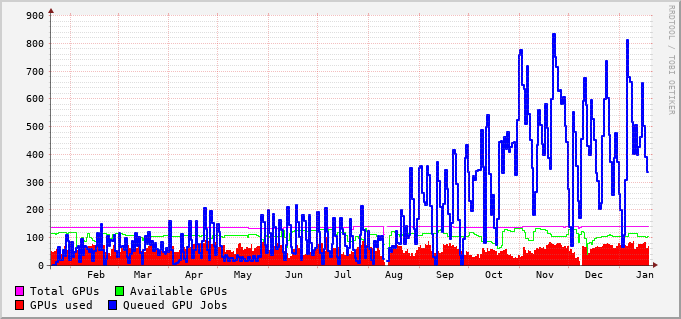 RRDTOOL / TOBI OETIKER
900
800
700
600
500
400
300
200
100
0
Feb Mar Apr May Jun Jul Aug Sep Oct Nov Dec Jan
Total GPUs Available GPUs
GPUs used Queued GPU Jobs